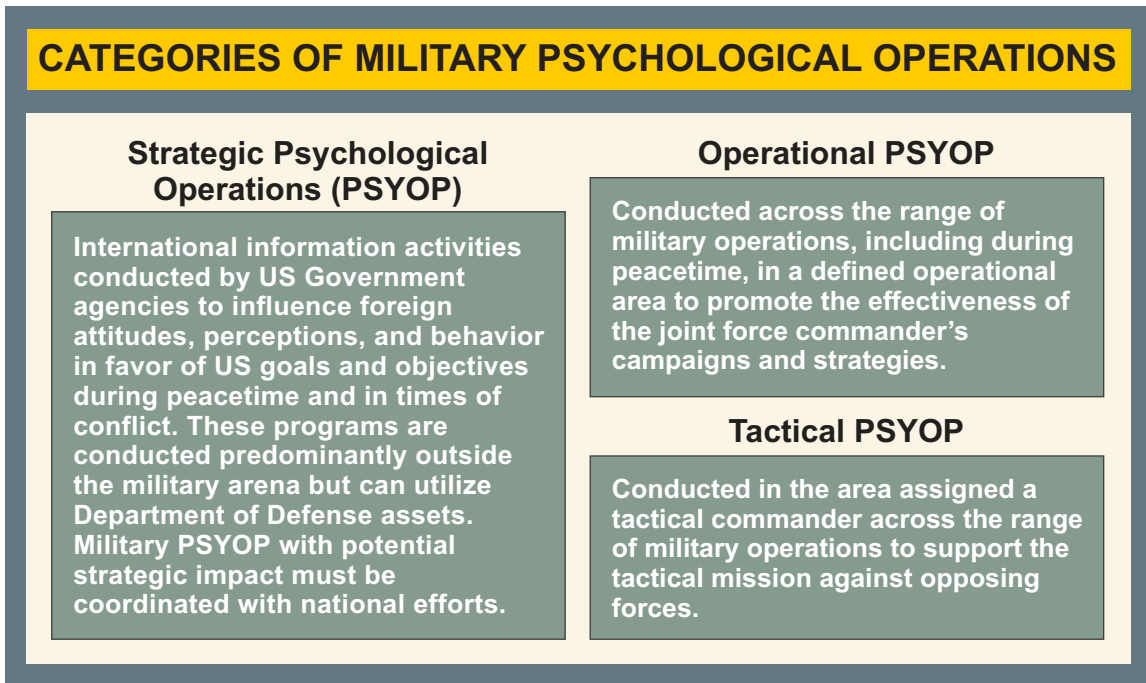 CATEGORIES OF MILITARY PSYCHOLOGICAL OPERATIONS
Strategic Psychological
Operations (PSYOP)
International information activities
conducted by US Government
agencies to influence foreign
attitudes, perceptions, and behavior
in favor of US goals and objectives
during peacetime and in times of
conflict. These programs are
conducted predominantly outside
the military arena but can utilize
Department of Defense assets.
Military PSYOP with potential
strategic impact must be
coordinated with national efforts.
Operational PSYOP
Conducted across the range of
military operations, including during
peacetime, in a defined operational
area to promote the effectiveness of
the joint force commander's
campaigns and strategies.
Tactical PSYOP
Conducted in the area assigned a
tactical commander across the range
of military operations to support the
tactical mission against opposing
forces.